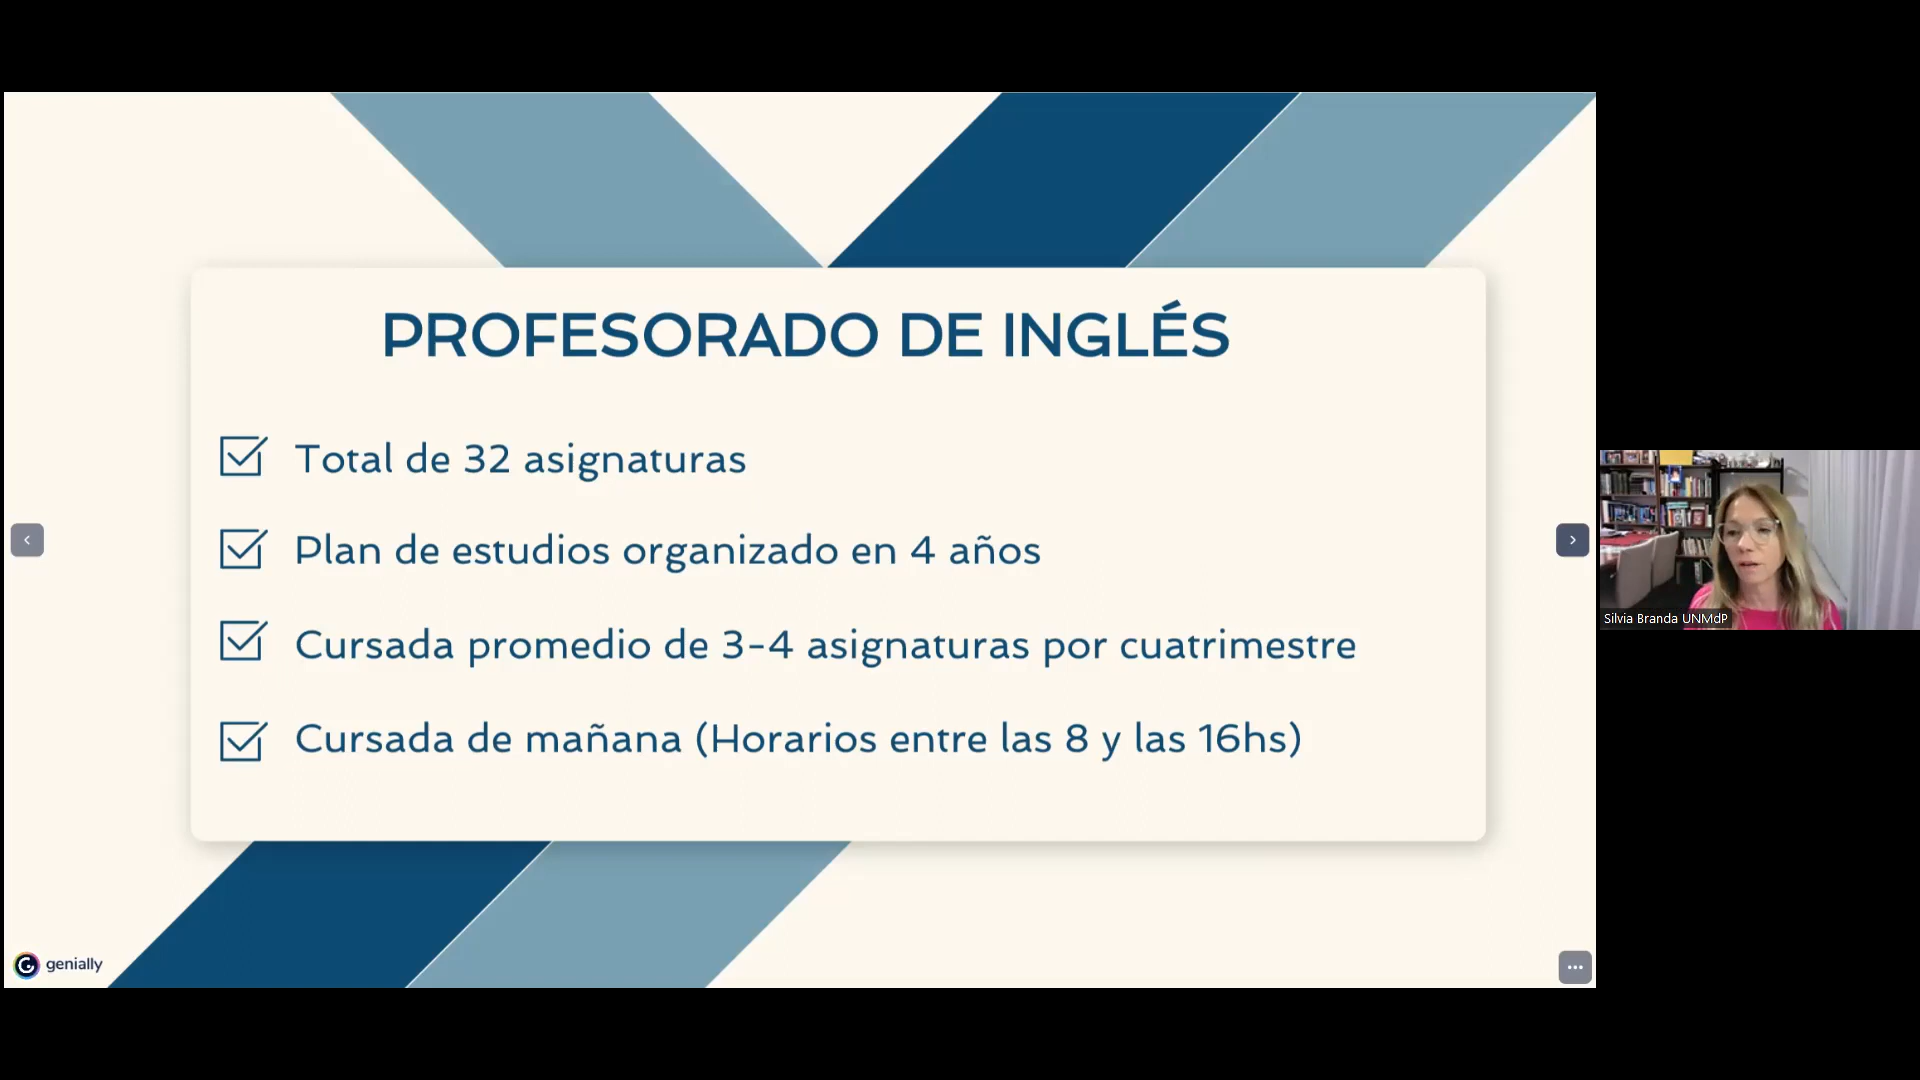 PROFESORADO DE INGLÉS
Total de 32 asignaturas
Plan de estudios organizado en 4 años
Cursada promedio de 3-4 asignaturas por cuatrimestre
Cursada de mañana (Horarios entre las 8 y las 16hs)
Silvia Branda UNMdP
genially